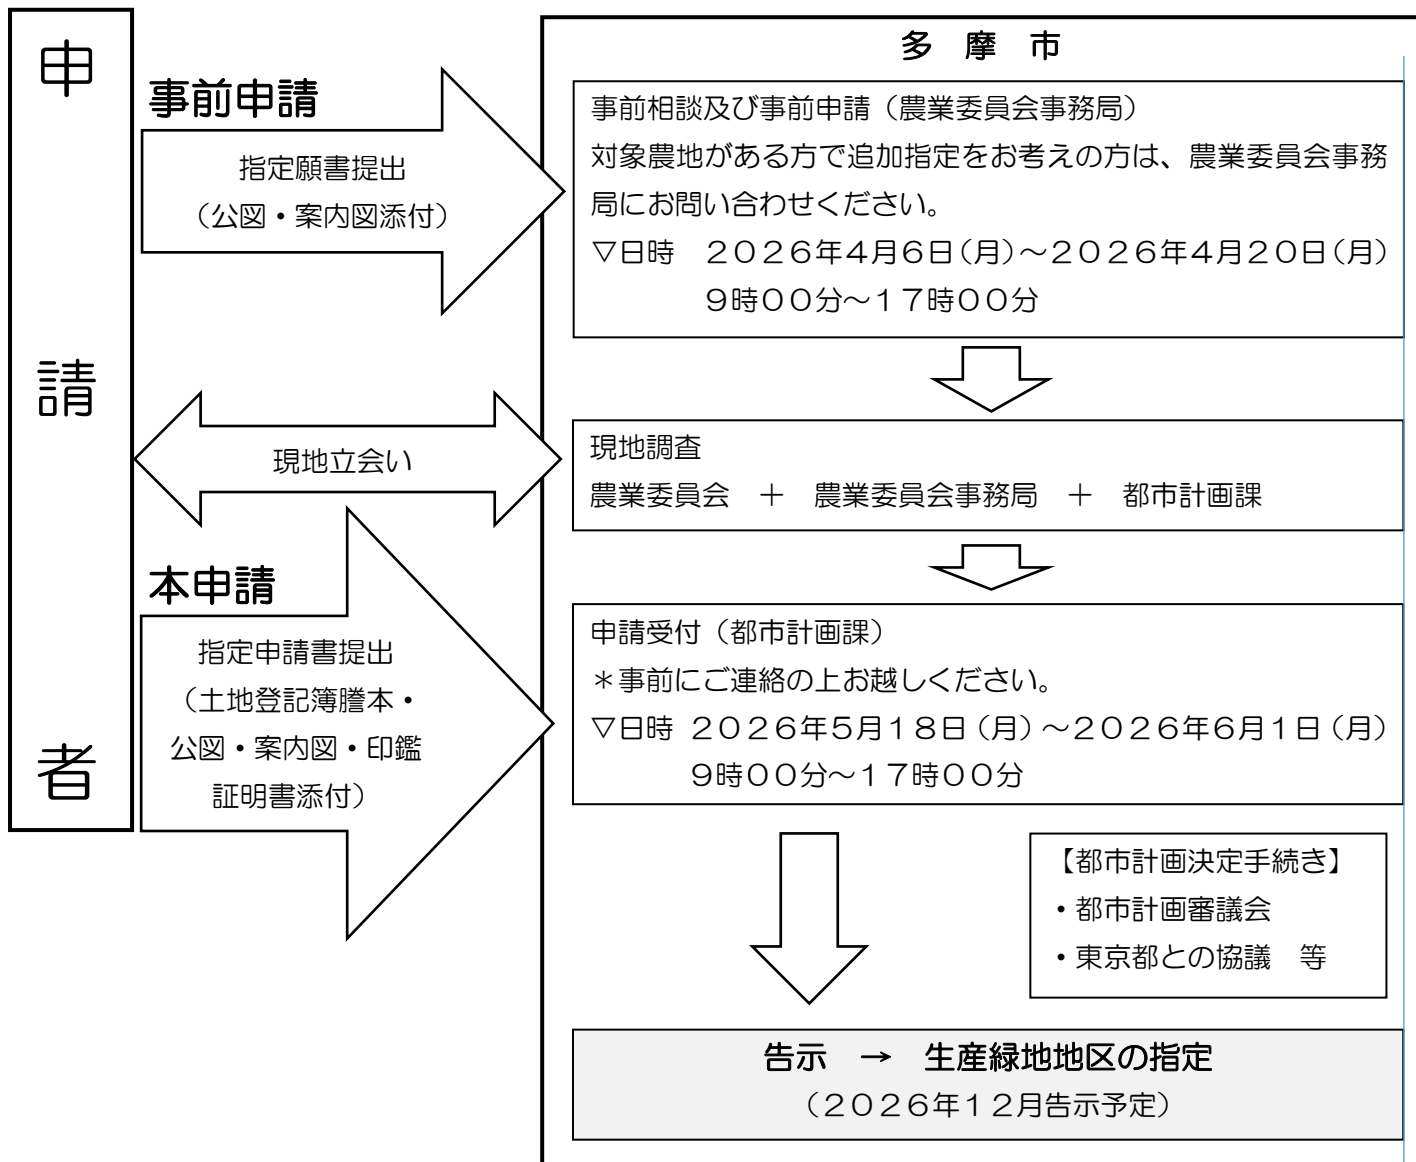 申請者
多　摩　市
事前申請
指定願書提出
（公図・案内図添付）
事前相談及び事前申請（農業委員会事務局）
対象農地がある方で追加指定をお考えの方は、農業委員会事務
局にお問い合わせください。
▽日時　２０２６年４月６日（月）～２０２６年４月２０日（月）
９時００分～１７時００分
現地立会い
現地調査
農業委員会　＋　農業委員会事務局　＋　都市計画課
本申請
指定申請書提出
（土地登記簿謄本・
公図・案内図・印鑑
証明書添付）
申請受付（都市計画課）
＊事前にご連絡の上お越しください。
▽日時 ２０２６年５月１８日（月）～２０２６年６月１日（月）
９時００分～１７時００分
【都市計画決定手続き】
・都市計画審議会
・東京都との協議　等
告示　→　生産緑地地区の指定
（２０２６年１２月告示予定）